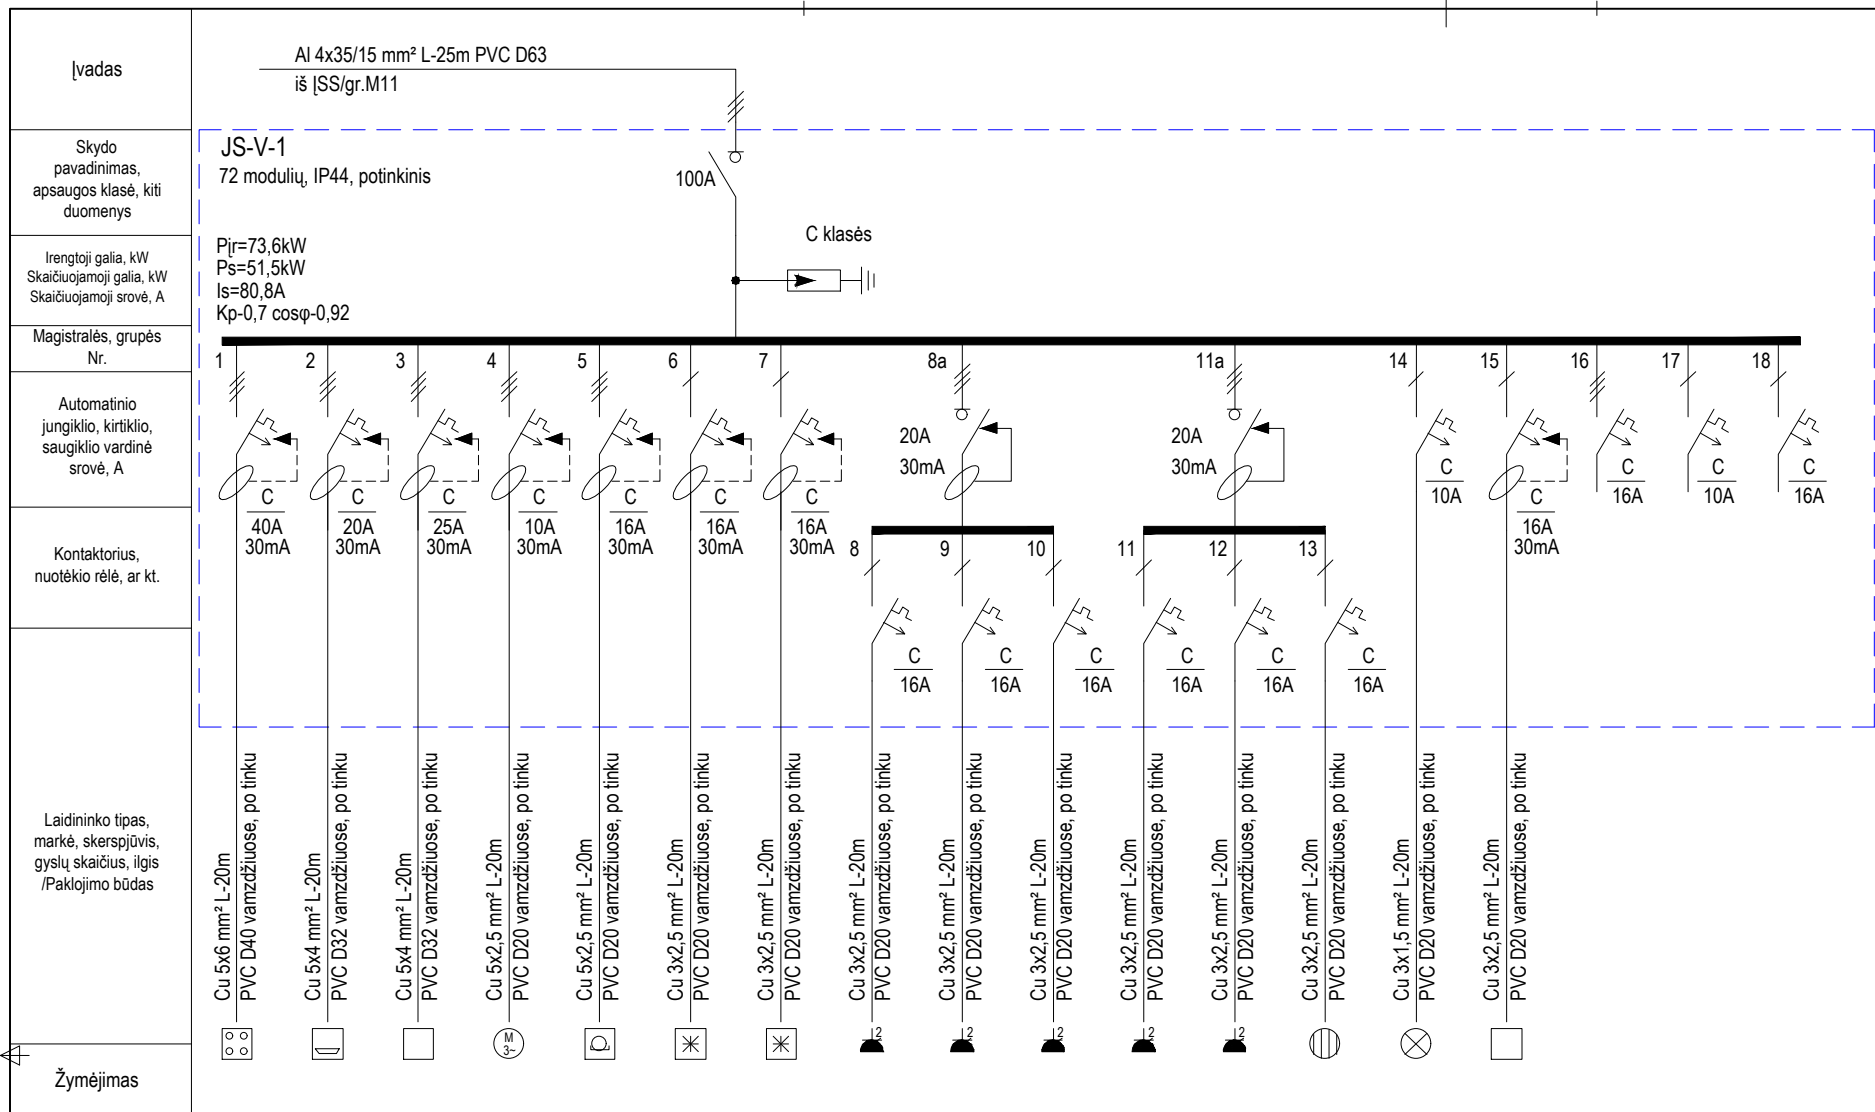 Įvadas
Al 4x35/15 mm² L-25m PVC D63
iš ĮSS/gr.M11
Skydo
pavadinimas,
apsaugos klasė, kiti
duomenys
JS-V-1
72 modulių, IP44, potinkinis
100A
C klasės
Irengtoji galia, kW
Skaičiuojamoji galia, kW
Skaičiuojamoji srovė, A
Pįr=73,6kW
Ps=51,5kW
Is=80,8A
Kp-0,7 cosφ-0,92
Magistralės, grupės
Nr.
1 2 3 4 5 6 7 8a 11a 14 15 16 17 18
Automatinio
jungiklio, kirtiklio,
saugiklio vardinė
srovė, A
C
40A
30mA
C
20A
30mA
C
25A
30mA
C
10A
30mA
C
16A
30mA
C
16A
30mA
C
16A
30mA
20A
30mA
20A
30mA
C
10A
C
16A
30mA
C
16A
C
10A
C
16A
Kontaktorius,
nuotėkio rėlė, ar kt.
8 9 10 11 12 13
C
16A
C
16A
C
16A
C
16A
C
16A
C
16A
Laidininko tipas,
markė, skerspjūvis,
gyslų skaičius, ilgis
/Paklojimo būdas
Cu 5x6 mm² L-20m
PVC D40 vamzdžiuose, po tinku
Cu 5x4 mm² L-20m
PVC D32 vamzdžiuose, po tinku
Cu 5x4 mm² L-20m
PVC D32 vamzdžiuose, po tinku
Cu 5x2,5 mm² L-20m
PVC D20 vamzdžiuose, po tinku
Cu 5x2,5 mm² L-20m
PVC D20 vamzdžiuose, po tinku
Cu 3x2,5 mm² L-20m
PVC D20 vamzdžiuose, po tinku
Cu 3x2,5 mm² L-20m
PVC D20 vamzdžiuose, po tinku
Cu 3x2,5 mm² L-20m
PVC D20 vamzdžiuose, po tinku
Cu 3x2,5 mm² L-20m
PVC D20 vamzdžiuose, po tinku
Cu 3x2,5 mm² L-20m
PVC D20 vamzdžiuose, po tinku
Cu 3x2,5 mm² L-20m
PVC D20 vamzdžiuose, po tinku
Cu 3x2,5 mm² L-20m
PVC D20 vamzdžiuose, po tinku
Cu 3x2,5 mm² L-20m
PVC D20 vamzdžiuose, po tinku
Cu 3x1,5 mm² L-20m
PVC D20 vamzdžiuose, po tinku
Cu 3x2,5 mm² L-20m
PVC D20 vamzdžiuose, po tinku
M
3~
2 2 2 2 2
Žymėjimas